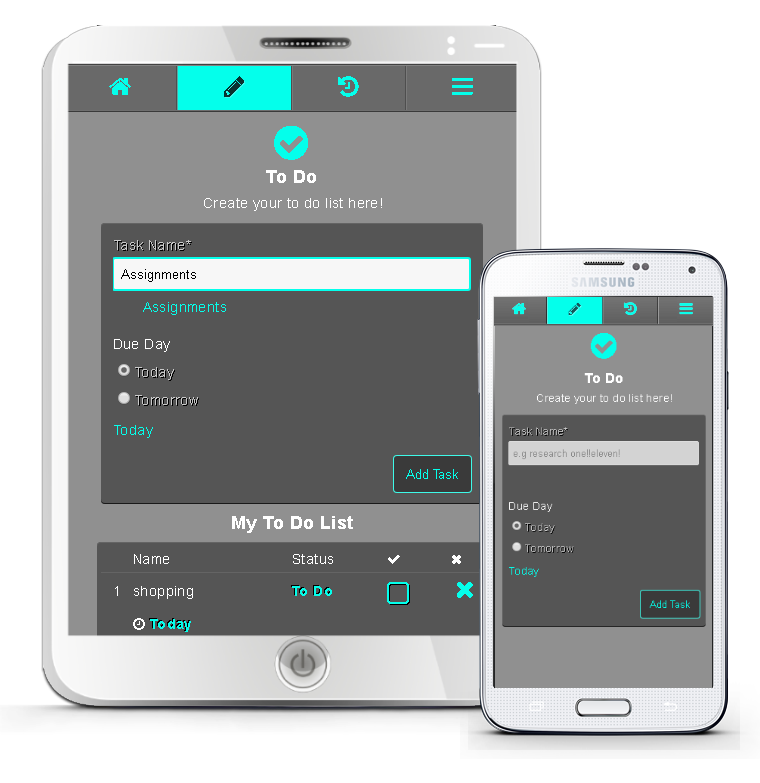 To Do
Create your to do list here!
Task Name*
Assignments
Assignments
Due Day
Today
Tomorrow
Today
Add Task
My To Do List
Name Status
1 shopping To Do
Today
SAMSUNG
To Do
Create your to do list here!
Task Name*
e.g research one!!eleven!
Due Day
Today
Tomorrow
Today
Add Task